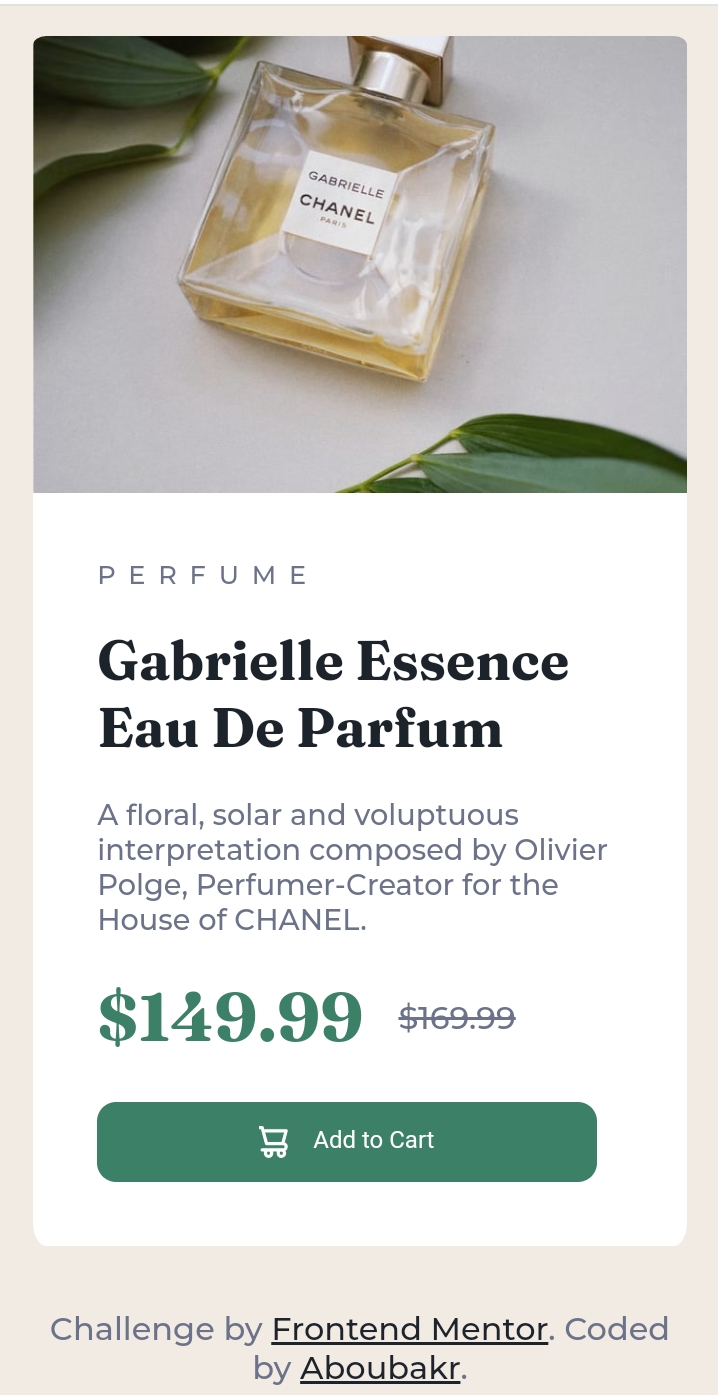 GABRIELLE
CHANEL
PARIS
PERFUME
Gabrielle Essence
Eau De Parfum
A floral, solar and voluptuous
interpretation composed by Olivier
Polge, Perfumer-Creator for the
House of CHANEL.
$149.99 $169.99
Add to Cart
Challenge by Frontend Mentor. Coded
by Aboubakr.